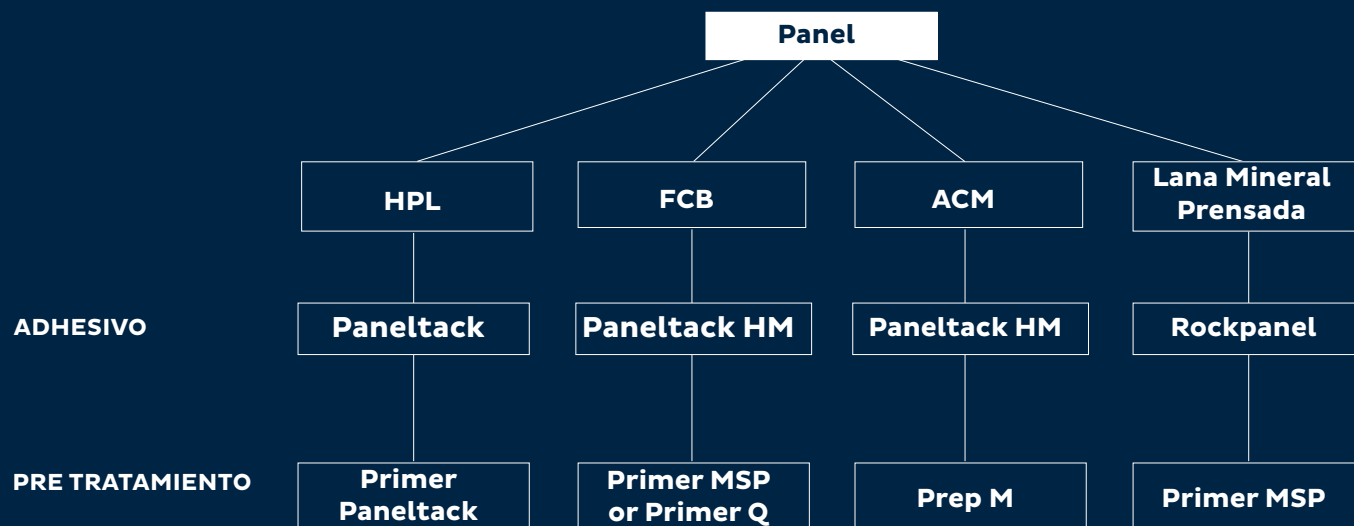 Panel
HPL
FCB
ACM
Lana Mineral
Prensada
ADHESIVO
Paneltack
Paneltack HM
Paneltack HM
Rockpanel
PRE TRATAMIENTO
Primer
Paneltack
Primer MSP
or Primer Q
Prep M
Primer MSP